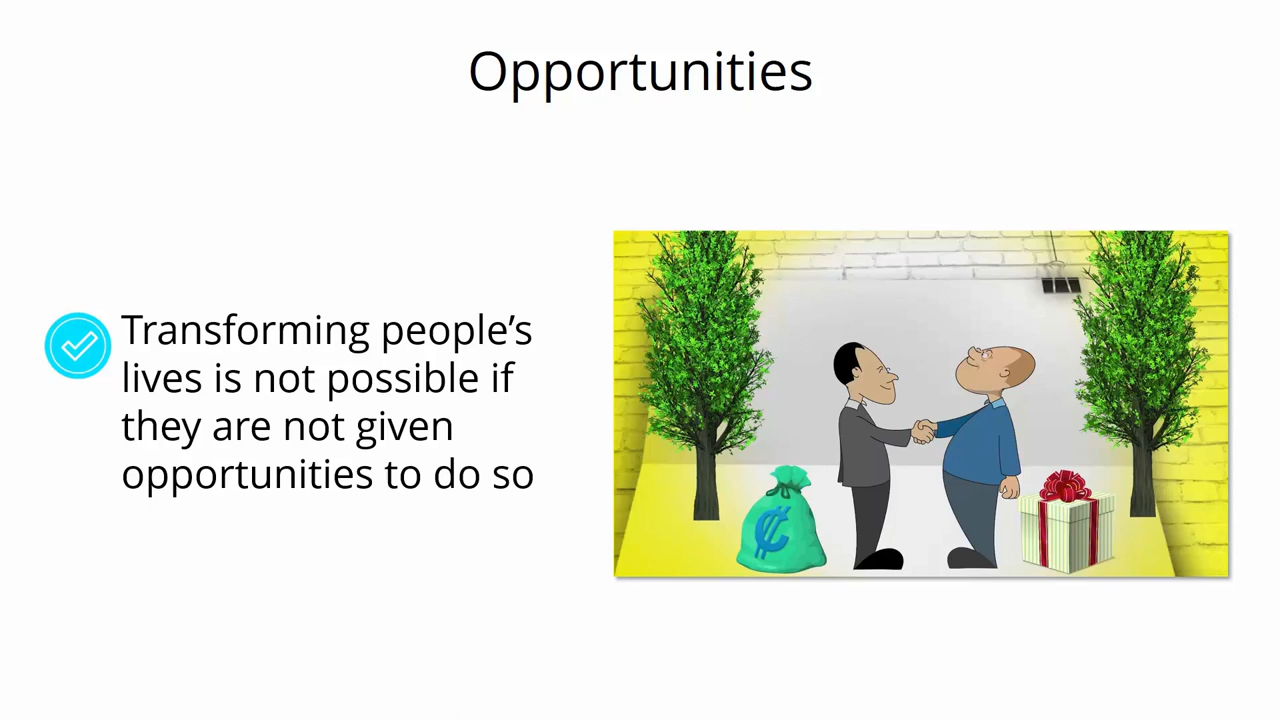 Opportunities
Transforming people’s
lives is not possible if
they are not given
opportunities to do so
₵